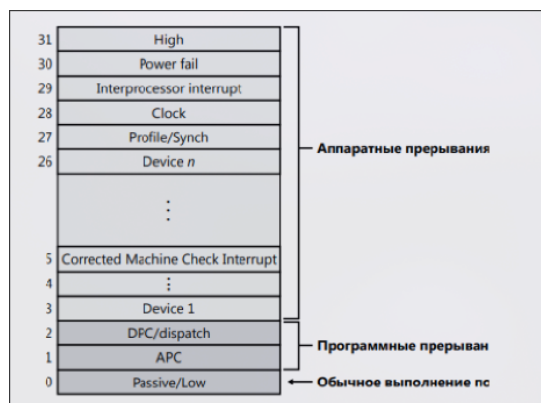 31 High
30 Power fail
29 Interprocessor interrupt
28 Clock
27 Profile/Synch
26 Device n
Аппаратные прерывания
⋮
5 Corrected Machine Check Interrupt
4 ⋮
3 Device 1
2 DPC/dispatch
Программные прерван
1 APC
0 Passive/Low
Обычное выполнение пс